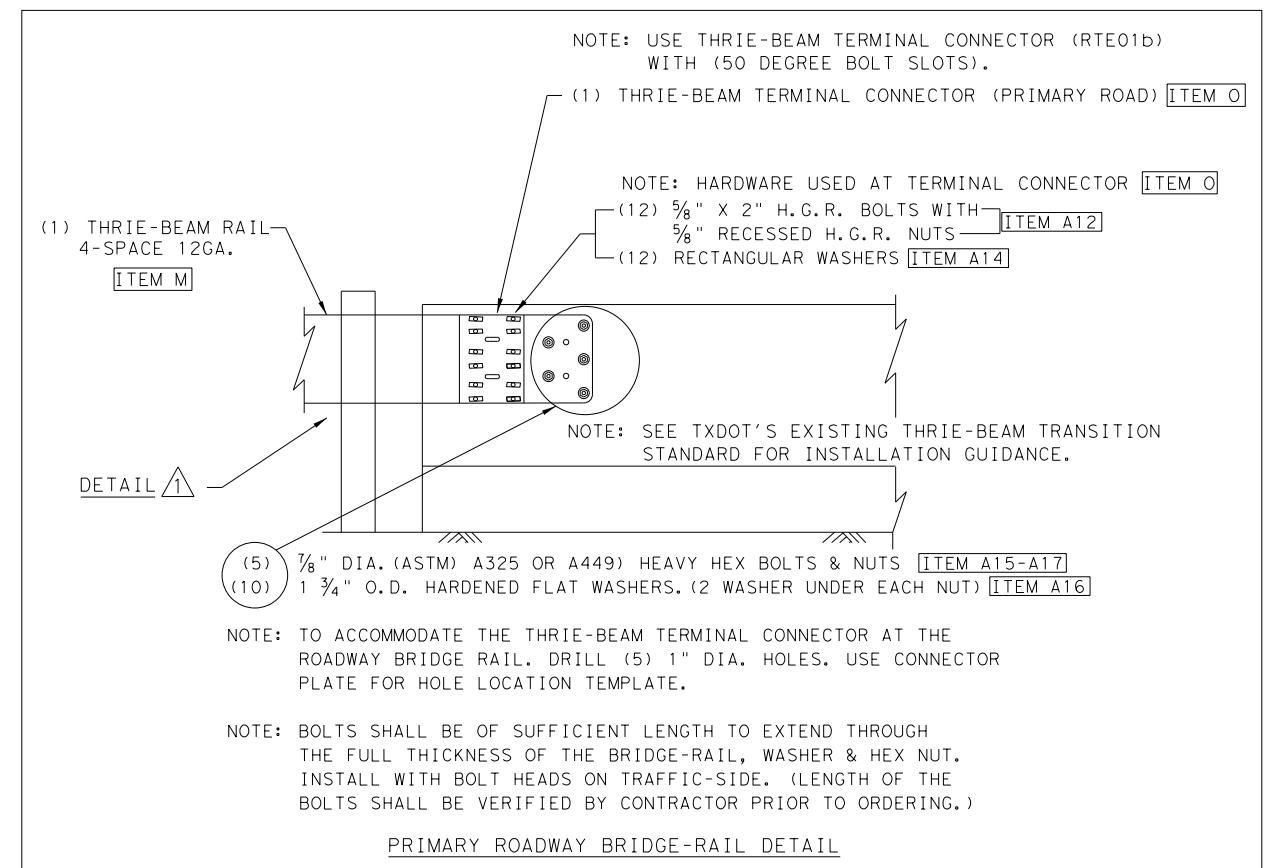 NOTE: USE THRIE-BEAM TERMINAL CONNECTOR (RTE01b)
WITH (50 DEGREE BOLT SLOTS).
(1) THRIE-BEAM TERMINAL CONNECTOR (PRIMARY ROAD) ITEM O
NOTE: HARDWARE USED AT TERMINAL CONNECTOR ITEM O
(12) ⅝" X 2" H.G.R. BOLTS WITH
⅝" RECESSED H.G.R. NUTS
ITEM A12
(12) RECTANGULAR WASHERS ITEM A14
(1) THRIE-BEAM RAIL
4-SPACE 12GA.
ITEM M
NOTE: SEE TXDOT'S EXISTING THRIE-BEAM TRANSITION
STANDARD FOR INSTALLATION GUIDANCE.
DETAIL 1
(5) ⅞" DIA. (ASTM) A325 OR A449) HEAVY HEX BOLTS & NUTS ITEM A15-A17
(10) 1 ¾" O.D. HARDENED FLAT WASHERS. (2 WASHER UNDER EACH NUT) ITEM A16
NOTE: TO ACCOMMODATE THE THRIE-BEAM TERMINAL CONNECTOR AT THE
ROADWAY BRIDGE RAIL. DRILL (5) 1" DIA. HOLES. USE CONNECTOR
PLATE FOR HOLE LOCATION TEMPLATE.
NOTE: BOLTS SHALL BE OF SUFFICIENT LENGTH TO EXTEND THROUGH
THE FULL THICKNESS OF THE BRIDGE-RAIL, WASHER & HEX NUT.
INSTALL WITH BOLT HEADS ON TRAFFIC-SIDE. (LENGTH OF THE
BOLTS SHALL BE VERIFIED BY CONTRACTOR PRIOR TO ORDERING.)
PRIMARY ROADWAY BRIDGE-RAIL DETAIL